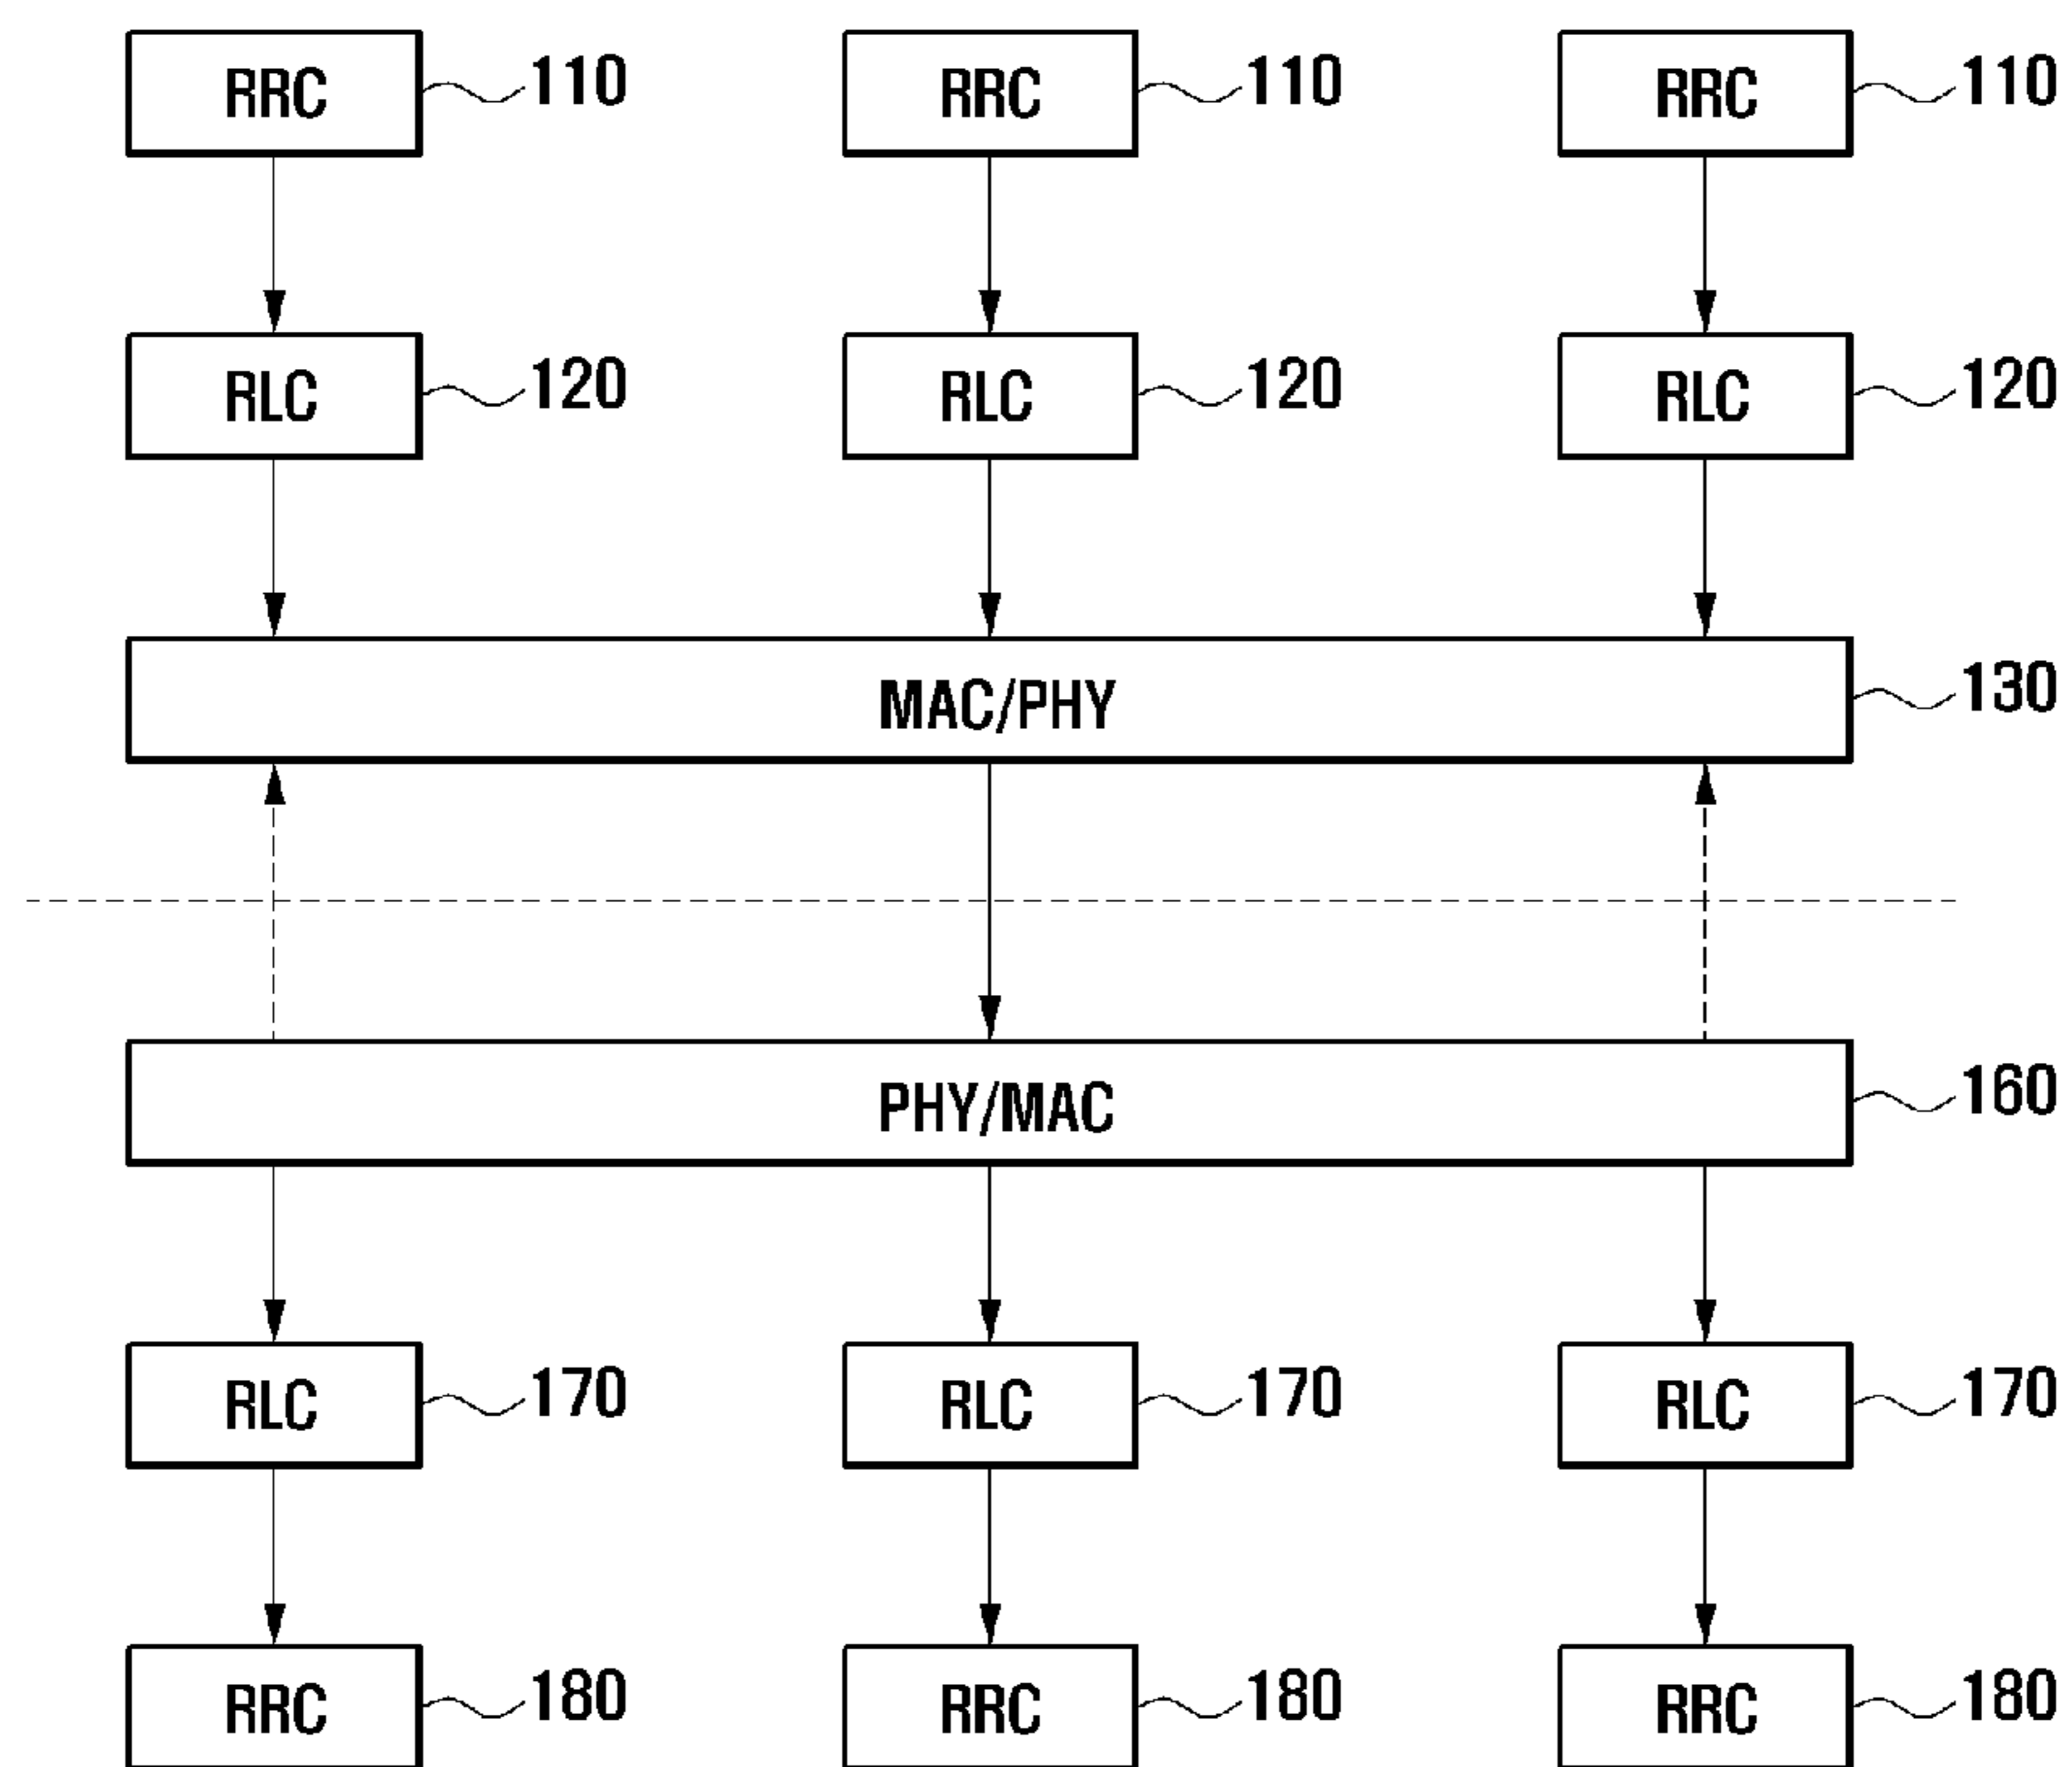 RRC 110 RRC 110 RRC 110
RLC 120 RLC 120 RLC 120
MAC/PHY 130
PHY/MAC 160
RLC 170 RLC 170 RLC 170
RRC 180 RRC 180 RRC 180